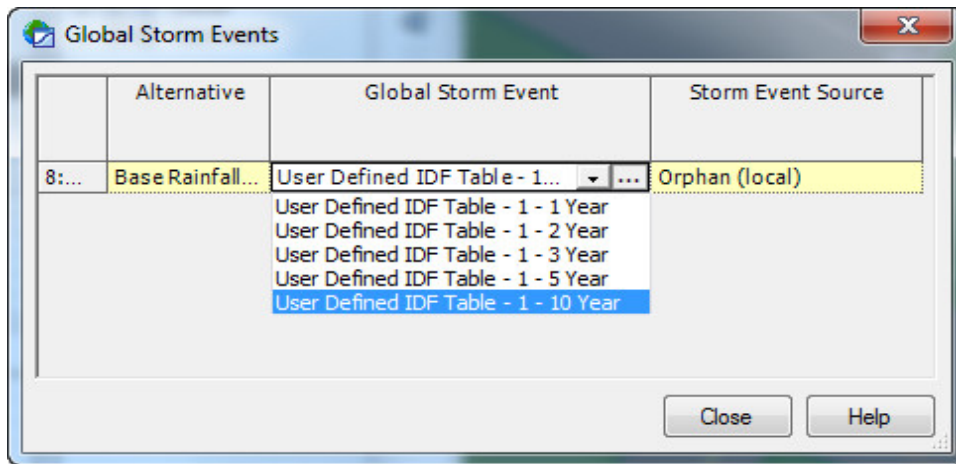 Global Storm Events
Alternative Global Storm Event Storm Event Source
8:... Base Rainfall... User Defined IDF Table - 1... ... Orphan (local)
User Defined IDF Table - 1 - 1 Year
User Defined IDF Table - 1 - 2 Year
User Defined IDF Table - 1 - 3 Year
User Defined IDF Table - 1 - 5 Year
User Defined IDF Table - 1 - 10 Year
Close Help